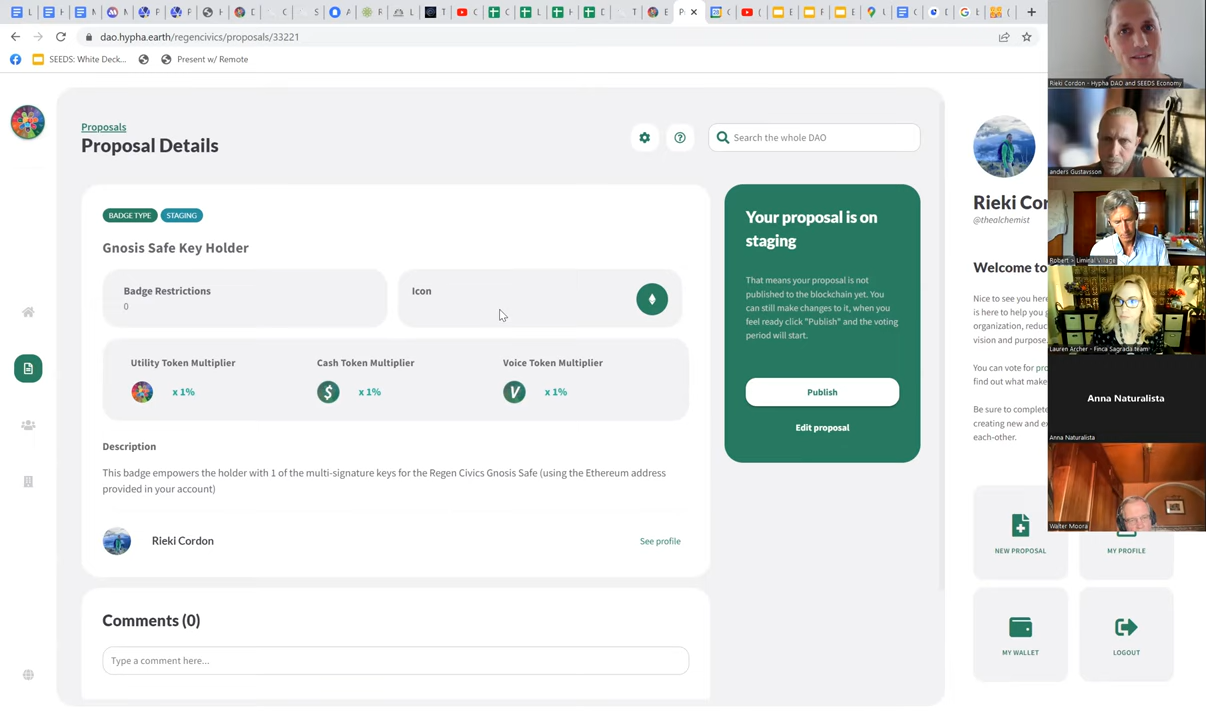 dao.hypha.earth/regencivics/proposals/33221
SEEDS: White Deck...
Present w/ Remote
Proposals
Proposal Details
Search the whole DAO
BADGE TYPE
STAGING
Gnosis Safe Key Holder
Badge Restrictions
0
Icon
Utility Token Multiplier
x 1%
Cash Token Multiplier
$
x 1%
Voice Token Multiplier
V
x 1%
Description
This badge empowers the holder with 1 of the multi-signature keys for the Regen Civics Gnosis Safe (using the Ethereum address
provided in your account)
Rieki Cordon
See profile
Comments (0)
Type a comment here...
Your proposal is on
staging
That means your proposal is not
published to the blockchain yet. You
can still make changes to it, when you
feel ready click "Publish" and the voting
period will start.
Publish
Edit proposal
Rieki Cor
@thealchemist
Welcome to
Nice to see you here
is here to help you
organization, reduc
vision and purpose.
You can vote for pro
find out what make
Be sure to complete
creating new and ex
each-other.
NEW PROPOSAL
MY PROFILE
MY WALLET
LOGOUT
Rieki Cordon - Hypha DAO and SEEDS Economy
anders Gustavsson
Robert - Liminal Village
Lauren Archer - Finca Sagrada team
Anna Naturalista
Anna Naturalista
Walter Moora